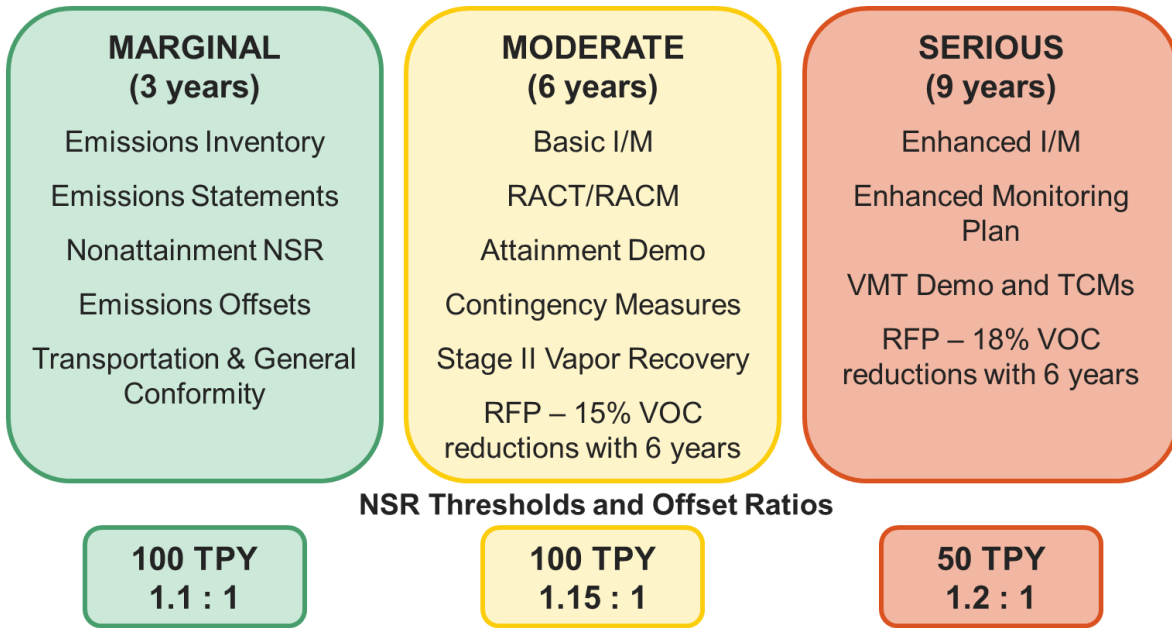 MARGINAL
(3 years)
Emissions Inventory
Emissions Statements
Nonattainment NSR
Emissions Offsets
Transportation & General
Conformity
MODERATE
(6 years)
Basic I/M
RACT/RACM
Attainment Demo
Contingency Measures
Stage II Vapor Recovery
RFP – 15% VOC
reductions with 6 years
SERIOUS
(9 years)
Enhanced I/M
Enhanced Monitoring
Plan
VMT Demo and TCMs
RFP – 18% VOC
reductions with 6 years
NSR Thresholds and Offset Ratios
100 TPY
1.1 : 1
100 TPY
1.15 : 1
50 TPY
1.2 : 1